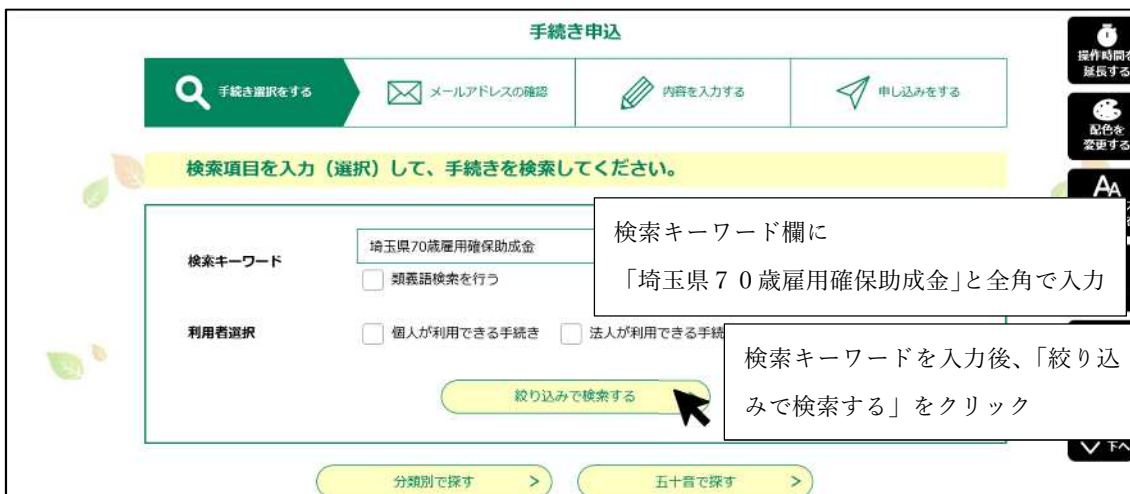 手続き申込
手続き選択をする
メールアドレスの確認
内容を入力する
申し込みをする
操作時間を
延長する
配色を
変更する
AA
検索項目を入力（選択）して、手続きを検索してください。
検索キーワード
埼玉県70歳雇用確保助成金
類義語検索を行う
検索キーワード欄に
「埼玉県７０歳雇用確保助成金」と全角で入力
利用者選択
個人が利用できる手続き
法人が利用できる手続
検索キーワードを入力後、「絞り込
みで検索する」をクリック
絞り込みで検索する
下へ
分類別で探す >
五十音で探す >